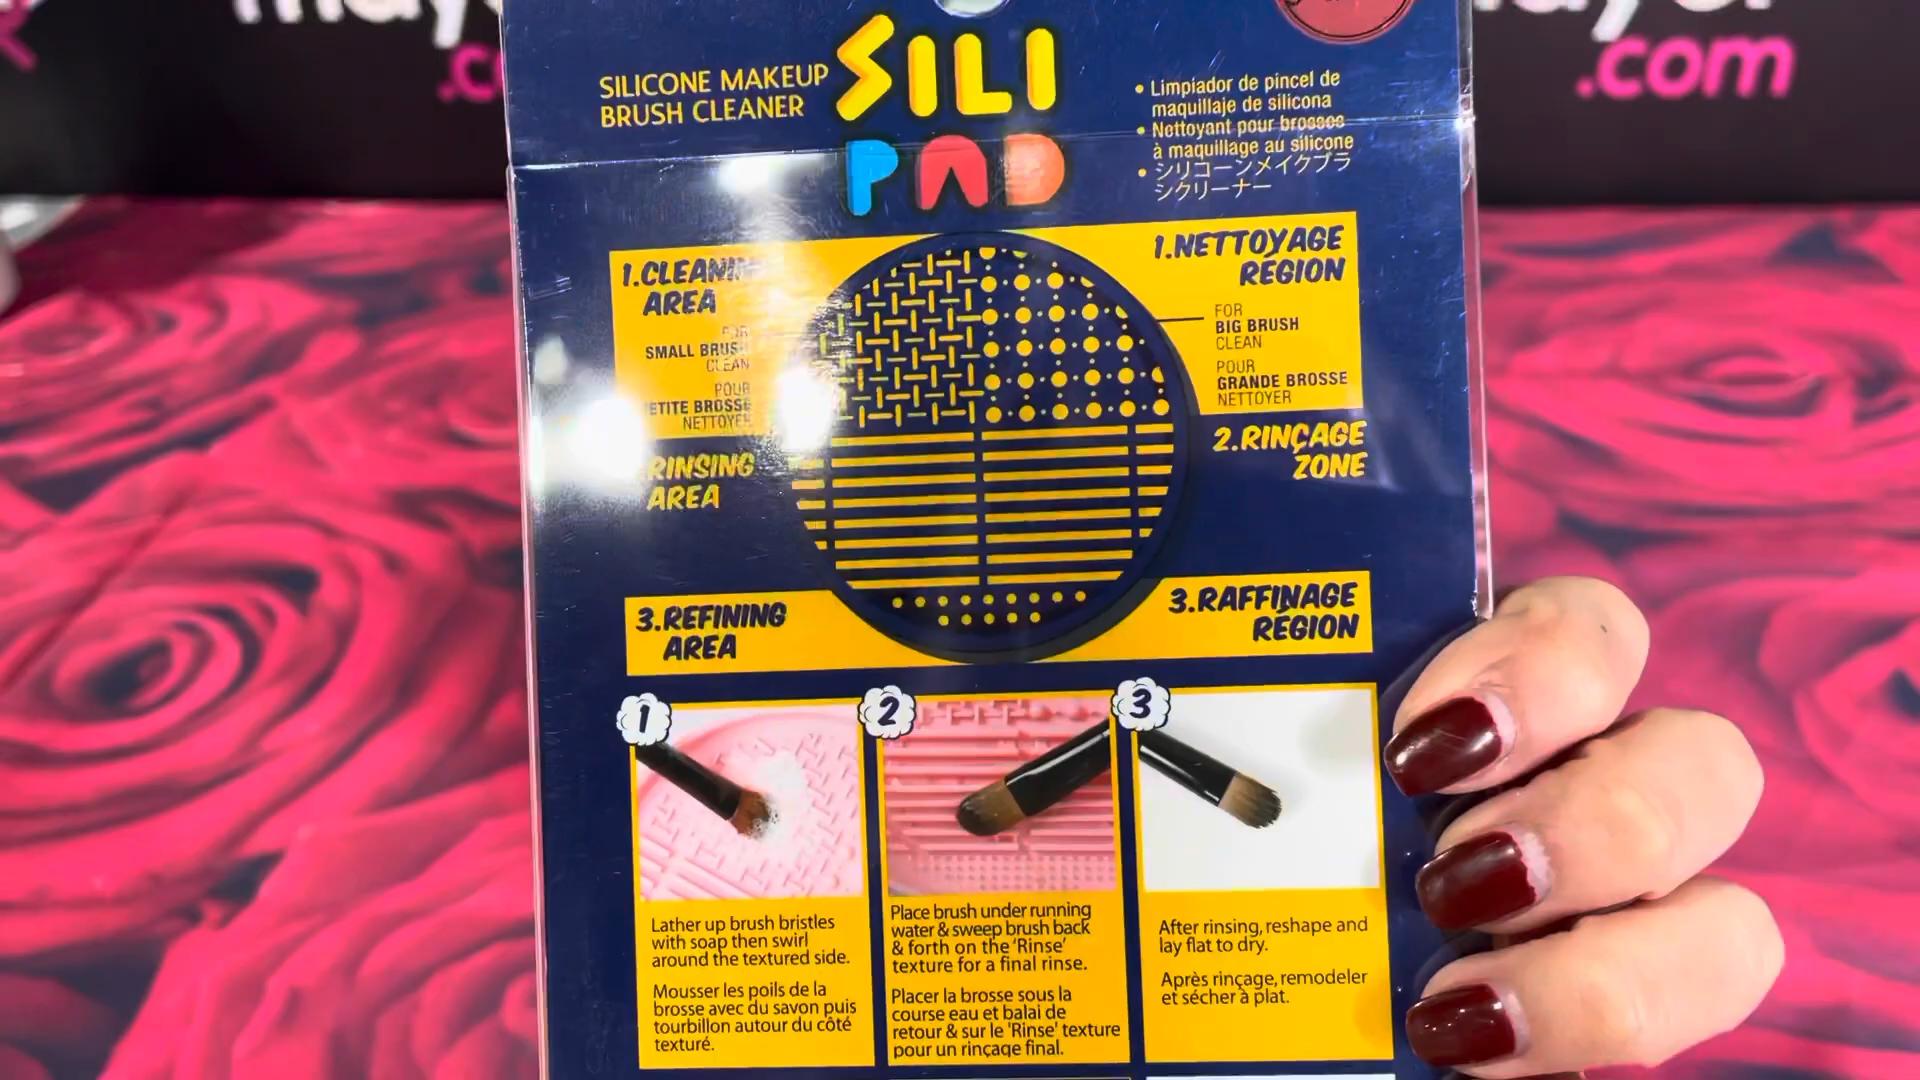 .com
SILICONE MAKEUP
BRUSH CLEANER
SILI
PAD
• Limpiador de pincel de
maquillaje de silicona
• Nettoyant pour brosses
à maquillage au silicone
• シリコーンメイクブラ
シクリーナー
1.CLEANING
AREA
FOR
SMALL BRUSH
CLEAN
POUR
PETITE BROSSE
NETTOYER
1.NETTOYAGE
RÉGION
FOR
BIG BRUSH
CLEAN
POUR
GRANDE BROSSE
NETTOYER
RINSING
AREA
2.RINÇAGE
ZONE
3.REFINING
AREA
3.RAFFINAGE
RÉGION
1
2
3
Lather up brush bristles
with soap then swirl
around the textured side.
Mousser les poils de la
brosse avec du savon puis
tourbillon autour du côté
texturé.
Place brush under running
water & sweep brush back
& forth on the 'Rinse'
texture for a final rinse.
Placer la brosse sous la
course eau et balai de
retour & sur le 'Rinse' texture
pour un rinçage final.
After rinsing, reshape and
lay flat to dry.
Après rinçage, remodeler
et sécher à plat.